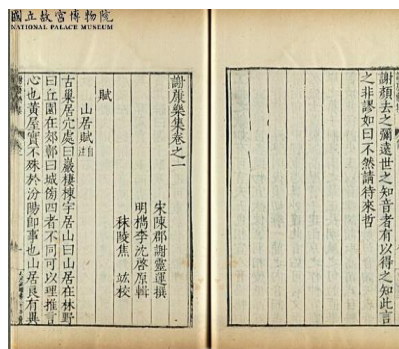 國立故宮博物院
NATIONAL PALACE MUSEUM
謝顏去之彌遠世之知音者有以得之知此言
之非謬如曰不然請待來哲
謝康樂集卷之一
宋陳郡謝靈運撰
明檇李沈啓原輯
秣陵焦竑校
賦
山居賦自注
古巢居穴處曰巖棲棟宇居山曰山居在林野
曰丘園在郊郭曰城傍四者不同可以理推言
心也黃屋實不殊於汾陽即事也山居良有異